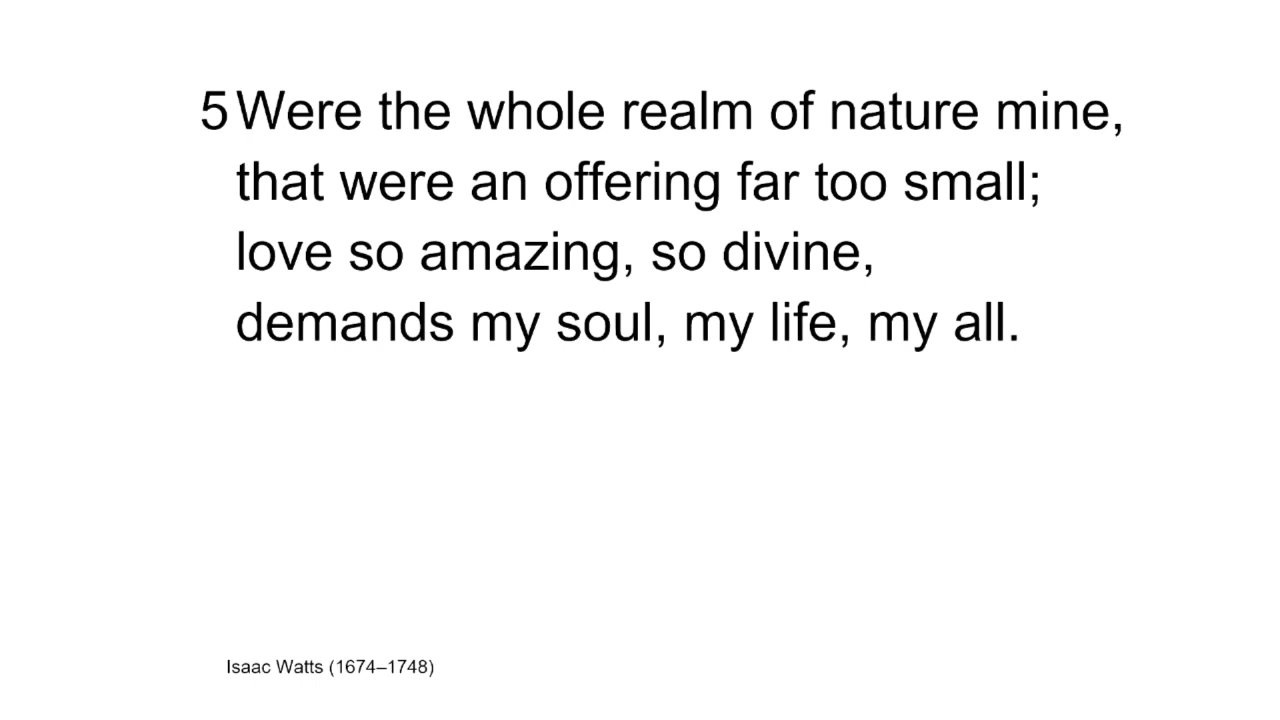 5 Were the whole realm of nature mine,
that were an offering far too small;
love so amazing, so divine,
demands my soul, my life, my all.
Isaac Watts (1674–1748)